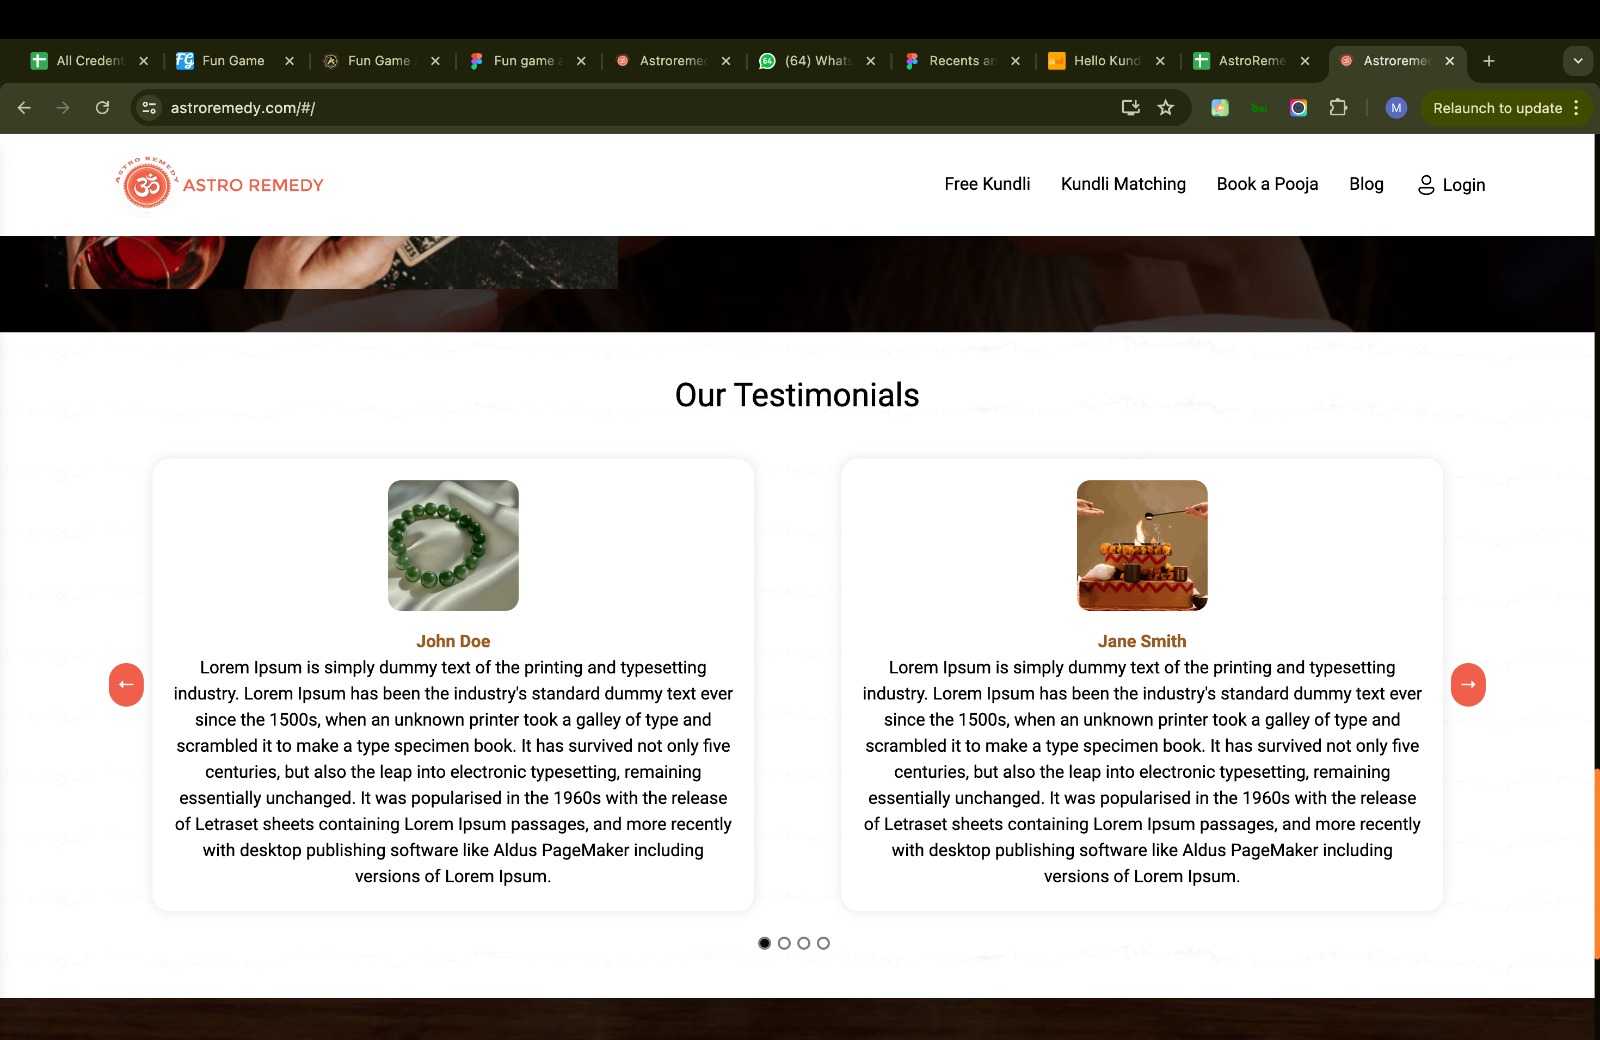 All Creden
Fun Game
Fun Game
Fun game a
Astroremed
(64) Whats
Recents an
Hello Kund
AstroReme
Astroremed
astroremedy.com/#/
M
Relaunch to update
ASTRO REMEDY
ASTRO REMEDY
Free Kundli
Kundli Matching
Book a Pooja
Blog
Login
Our Testimonials
John Doe
Lorem Ipsum is simply dummy text of the printing and typesetting
industry. Lorem Ipsum has been the industry's standard dummy text ever
since the 1500s, when an unknown printer took a galley of type and
scrambled it to make a type specimen book. It has survived not only five
centuries, but also the leap into electronic typesetting, remaining
essentially unchanged. It was popularised in the 1960s with the release
of Letraset sheets containing Lorem Ipsum passages, and more recently
with desktop publishing software like Aldus PageMaker including
versions of Lorem Ipsum.
Jane Smith
Lorem Ipsum is simply dummy text of the printing and typesetting
industry. Lorem Ipsum has been the industry's standard dummy text ever
since the 1500s, when an unknown printer took a galley of type and
scrambled it to make a type specimen book. It has survived not only five
centuries, but also the leap into electronic typesetting, remaining
essentially unchanged. It was popularised in the 1960s with the release
of Letraset sheets containing Lorem Ipsum passages, and more recently
with desktop publishing software like Aldus PageMaker including
versions of Lorem Ipsum.